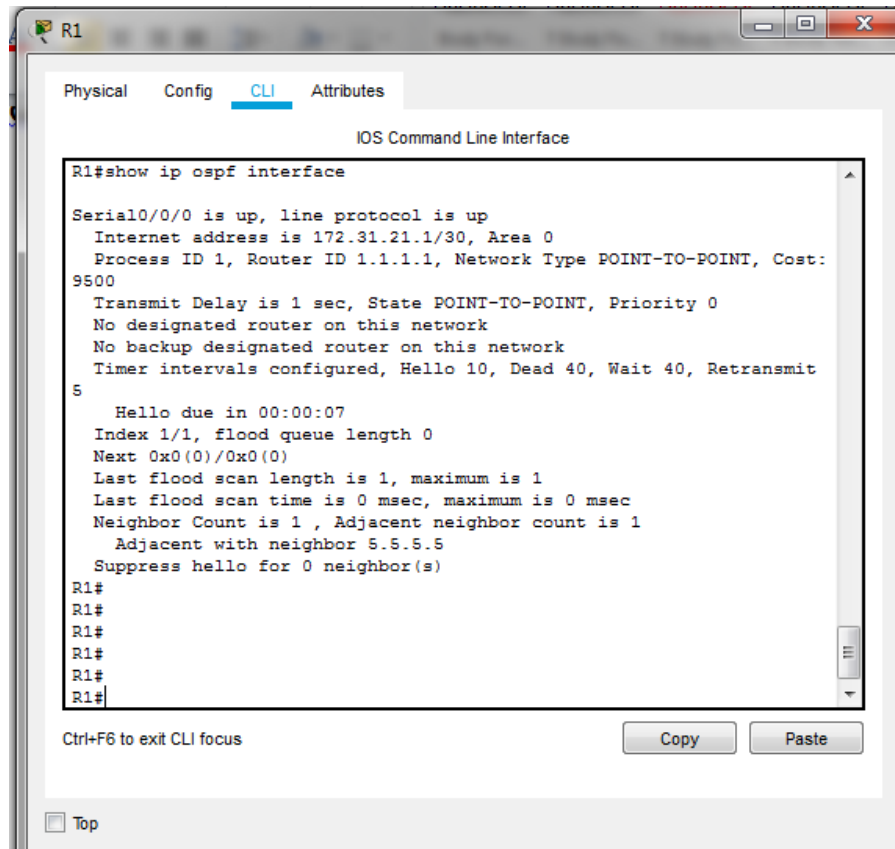 R1
Physical Config CLI Attributes
IOS Command Line Interface
R1#show ip ospf interface
Serial0/0/0 is up, line protocol is up
Internet address is 172.31.21.1/30, Area 0
Process ID 1, Router ID 1.1.1.1, Network Type POINT-TO-POINT, Cost:
9500
Transmit Delay is 1 sec, State POINT-TO-POINT, Priority 0
No designated router on this network
No backup designated router on this network
Timer intervals configured, Hello 10, Dead 40, Wait 40, Retransmit
5
Hello due in 00:00:07
Index 1/1, flood queue length 0
Next 0x0(0)/0x0(0)
Last flood scan length is 1, maximum is 1
Last flood scan time is 0 msec, maximum is 0 msec
Neighbor Count is 1 , Adjacent neighbor count is 1
Adjacent with neighbor 5.5.5.5
Suppress hello for 0 neighbor(s)
R1#
R1#
R1#
R1#
R1#
R1#
Ctrl+F6 to exit CLI focus
Copy Paste
Top